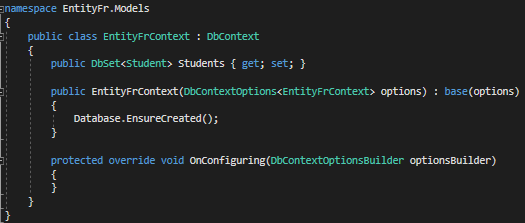 namespace EntityFr.Models
{
    public class EntityFrContext : DbContext
    {
        public DbSet<Student> Students { get; set; }
        public EntityFrContext(DbContextOptions<EntityFrContext> options) : base(options)
        {
            Database.EnsureCreated();
        }
        protected override void OnConfiguring(DbContextOptionsBuilder optionsBuilder)
        {
        }
    }
}